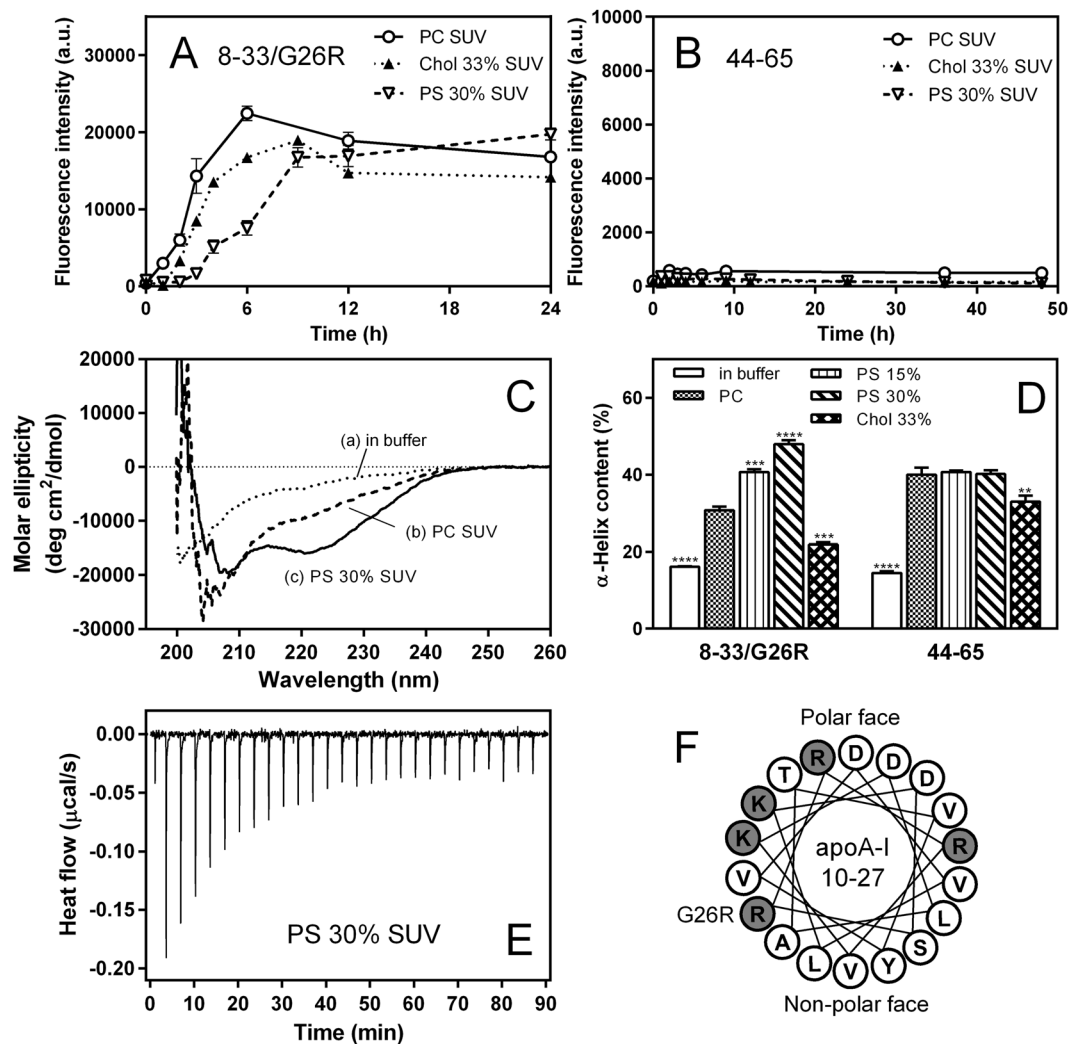 A
8-33/G26R
PC SUV
Chol 33% SUV
PS 30% SUV
Fluorescence intensity (a.u.)
30000
20000
10000
0
0 6 12 18 24
Time (h)
B
44-65
PC SUV
Chol 33% SUV
PS 30% SUV
Fluorescence intensity (a.u.)
10000
8000
6000
4000
2000
0
0 10 20 30 40 50
Time (h)
C
Molar ellipticity
(deg cm2/dmol)
20000
10000
0
-10000
-20000
-30000
(a) in buffer
(b) PC SUV
(c) PS 30% SUV
200 210 220 230 240 250 260
Wavelength (nm)
D
in buffer
PC
PS 15%
PS 30%
Chol 33%
α-Helix content (%)
60
40
20
0
****
***
****
***
****
**
8-33/G26R 44-65
E
Heat flow (µcal/s)
0.00
-0.05
-0.10
-0.15
-0.20
PS 30% SUV
0 10 20 30 40 50 60 70 80 90
Time (min)
F
Polar face
R D D D V R V L S Y V L A R V K K T
apoA-I
10-27
G26R
Non-polar face